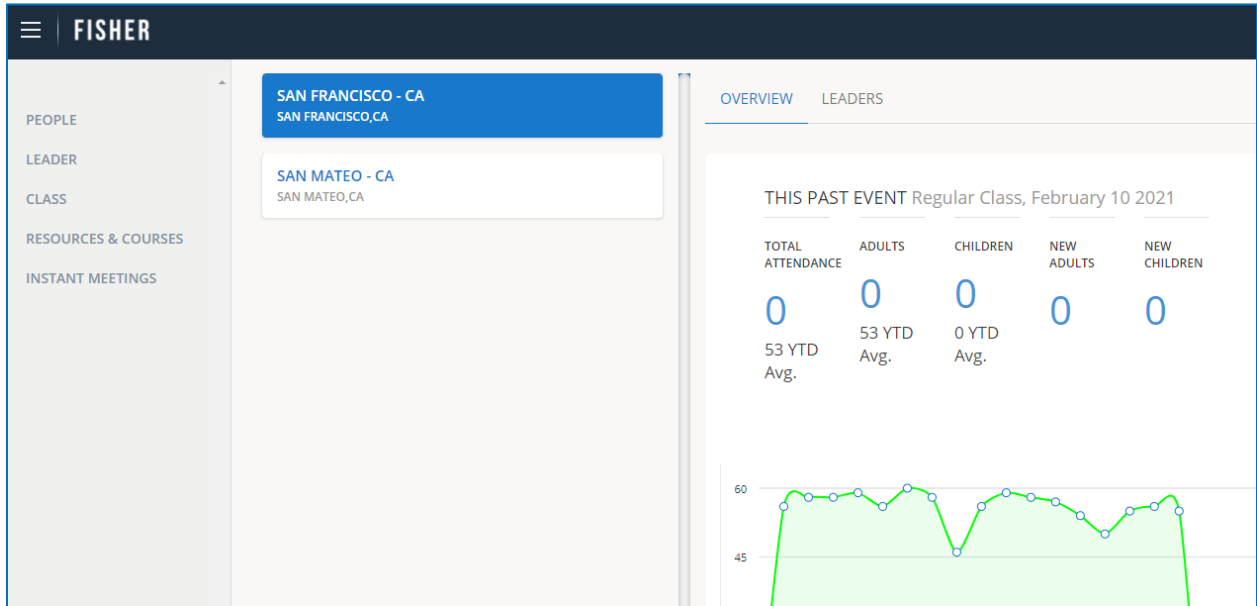 FISHER
PEOPLE
LEADER
CLASS
RESOURCES & COURSES
INSTANT MEETINGS
SAN FRANCISCO - CA
SAN FRANCISCO,CA
SAN MATEO - CA
SAN MATEO,CA
OVERVIEW LEADERS
THIS PAST EVENT Regular Class, February 10 2021
TOTAL
ATTENDANCE
0
53 YTD
Avg.
ADULTS
0
53 YTD
Avg.
CHILDREN
0
0 YTD
Avg.
NEW
ADULTS
0
NEW
CHILDREN
0
60
45